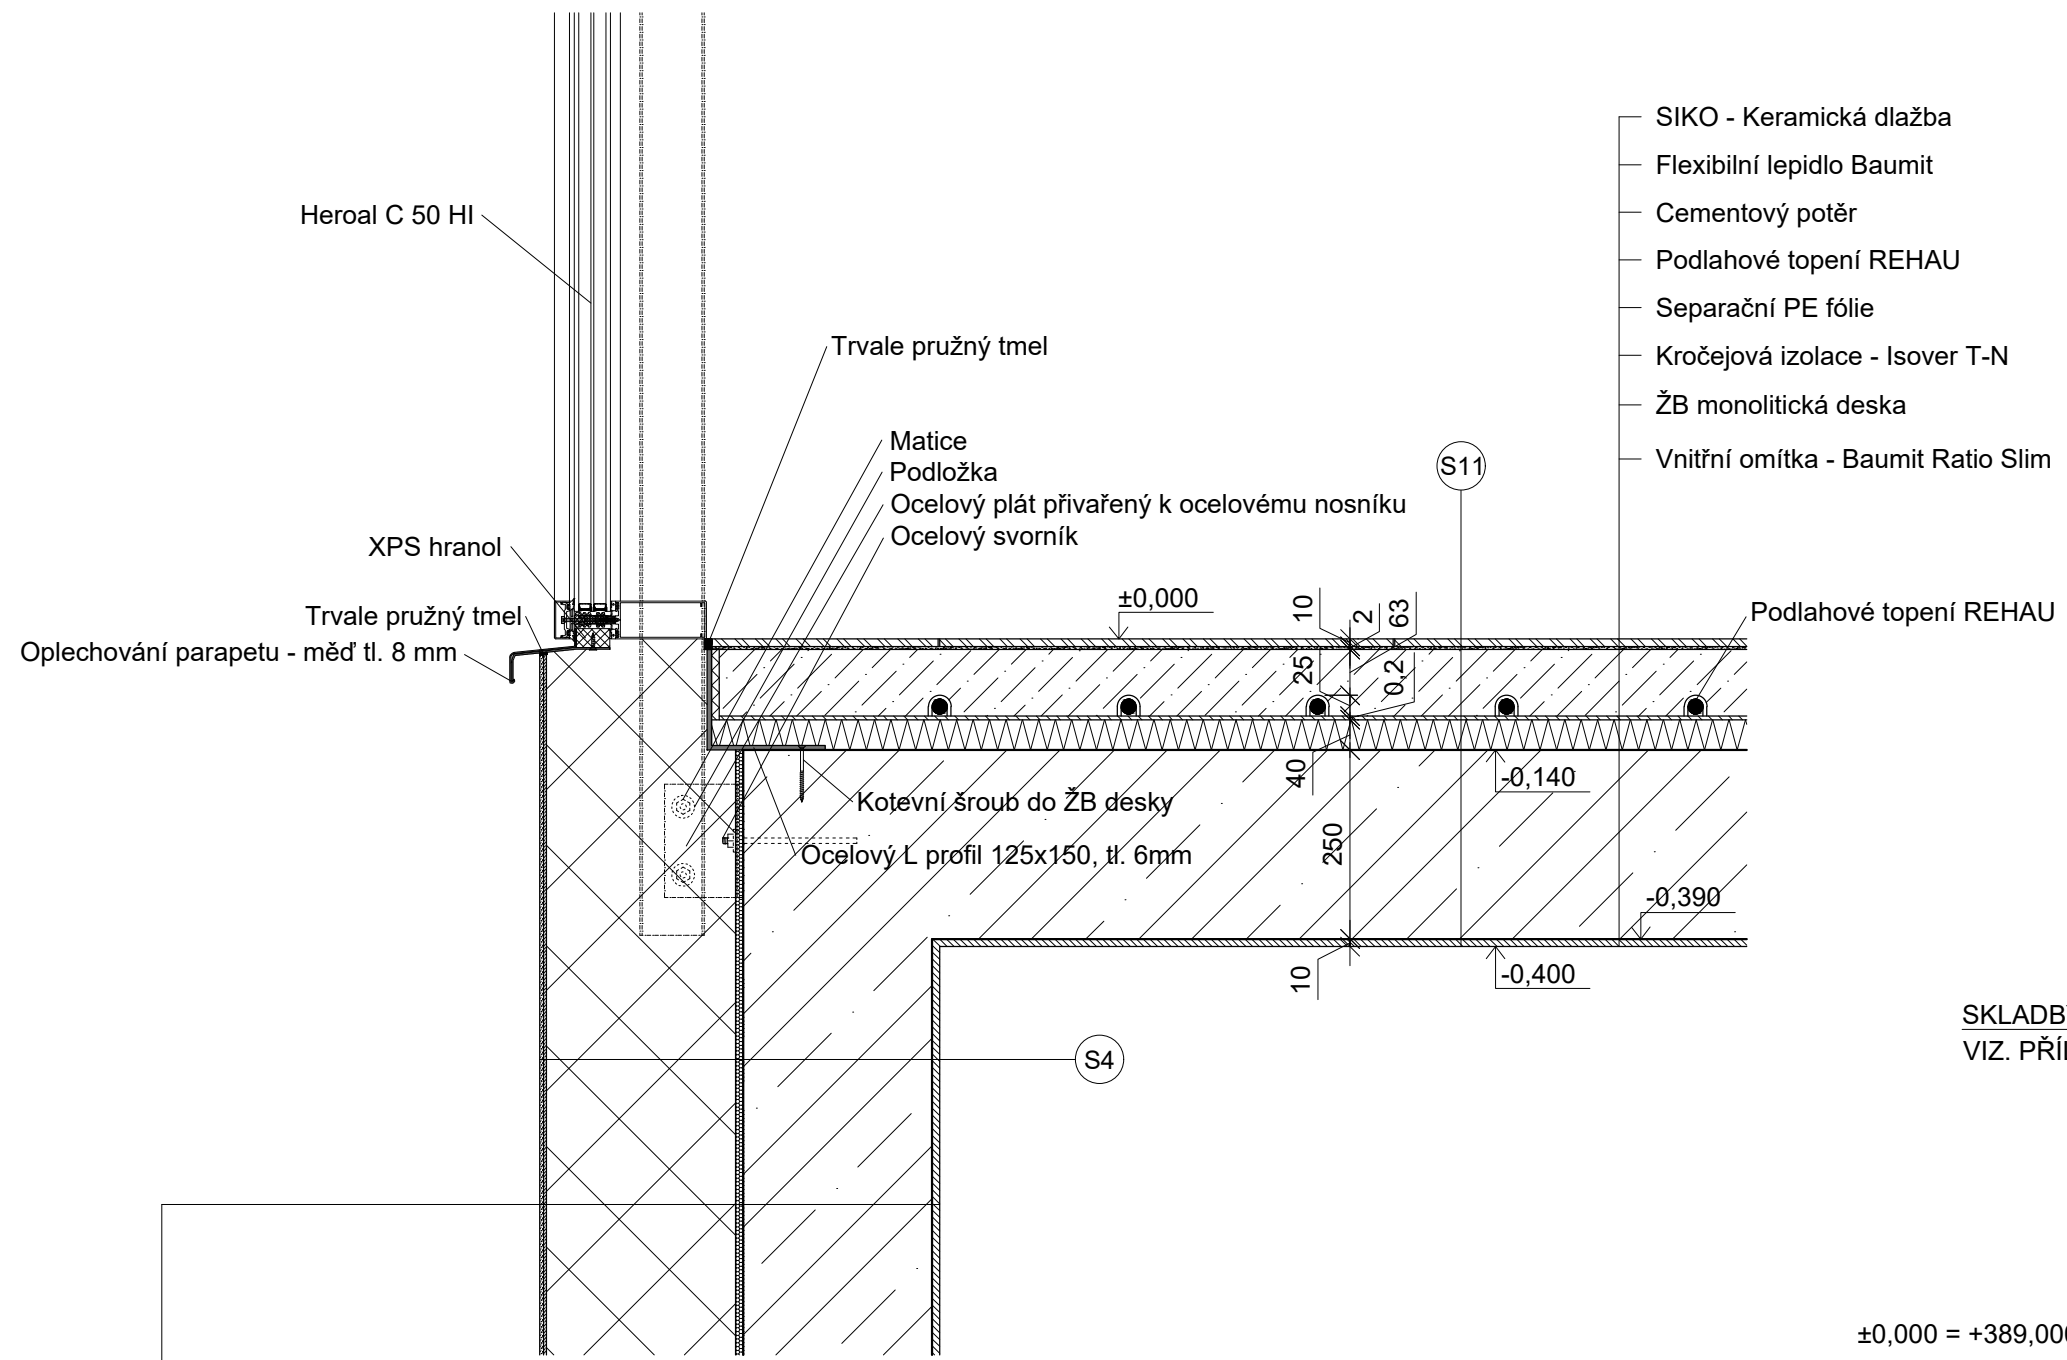 SIKO - Keramická dlažba
Flexibilní lepidlo Baumit
Cementový potěr
Podlahové topení REHAU
Separační PE fólie
Kročejová izolace - Isover T-N
ŽB monolitická deska
Vnitřní omítka - Baumit Ratio Slim
Heroal C 50 HI
Trvale pružný tmel
Matice
Podložka
Ocelový plát přivařený k ocelovému nosníku
Ocelový svorník
S11
XPS hranol
Trvale pružný tmel
Oplechování parapetu - měď tl. 8 mm
±0,000
10
2
63
25
0,2
Podlahové topení REHAU
40
-0,140
Kotevní šroub do ŽB desky
250
Ocelový L profil 125x150, tl. 6mm
-0,390
10
-0,400
S4
VIZ.
±0,000 = +389,000